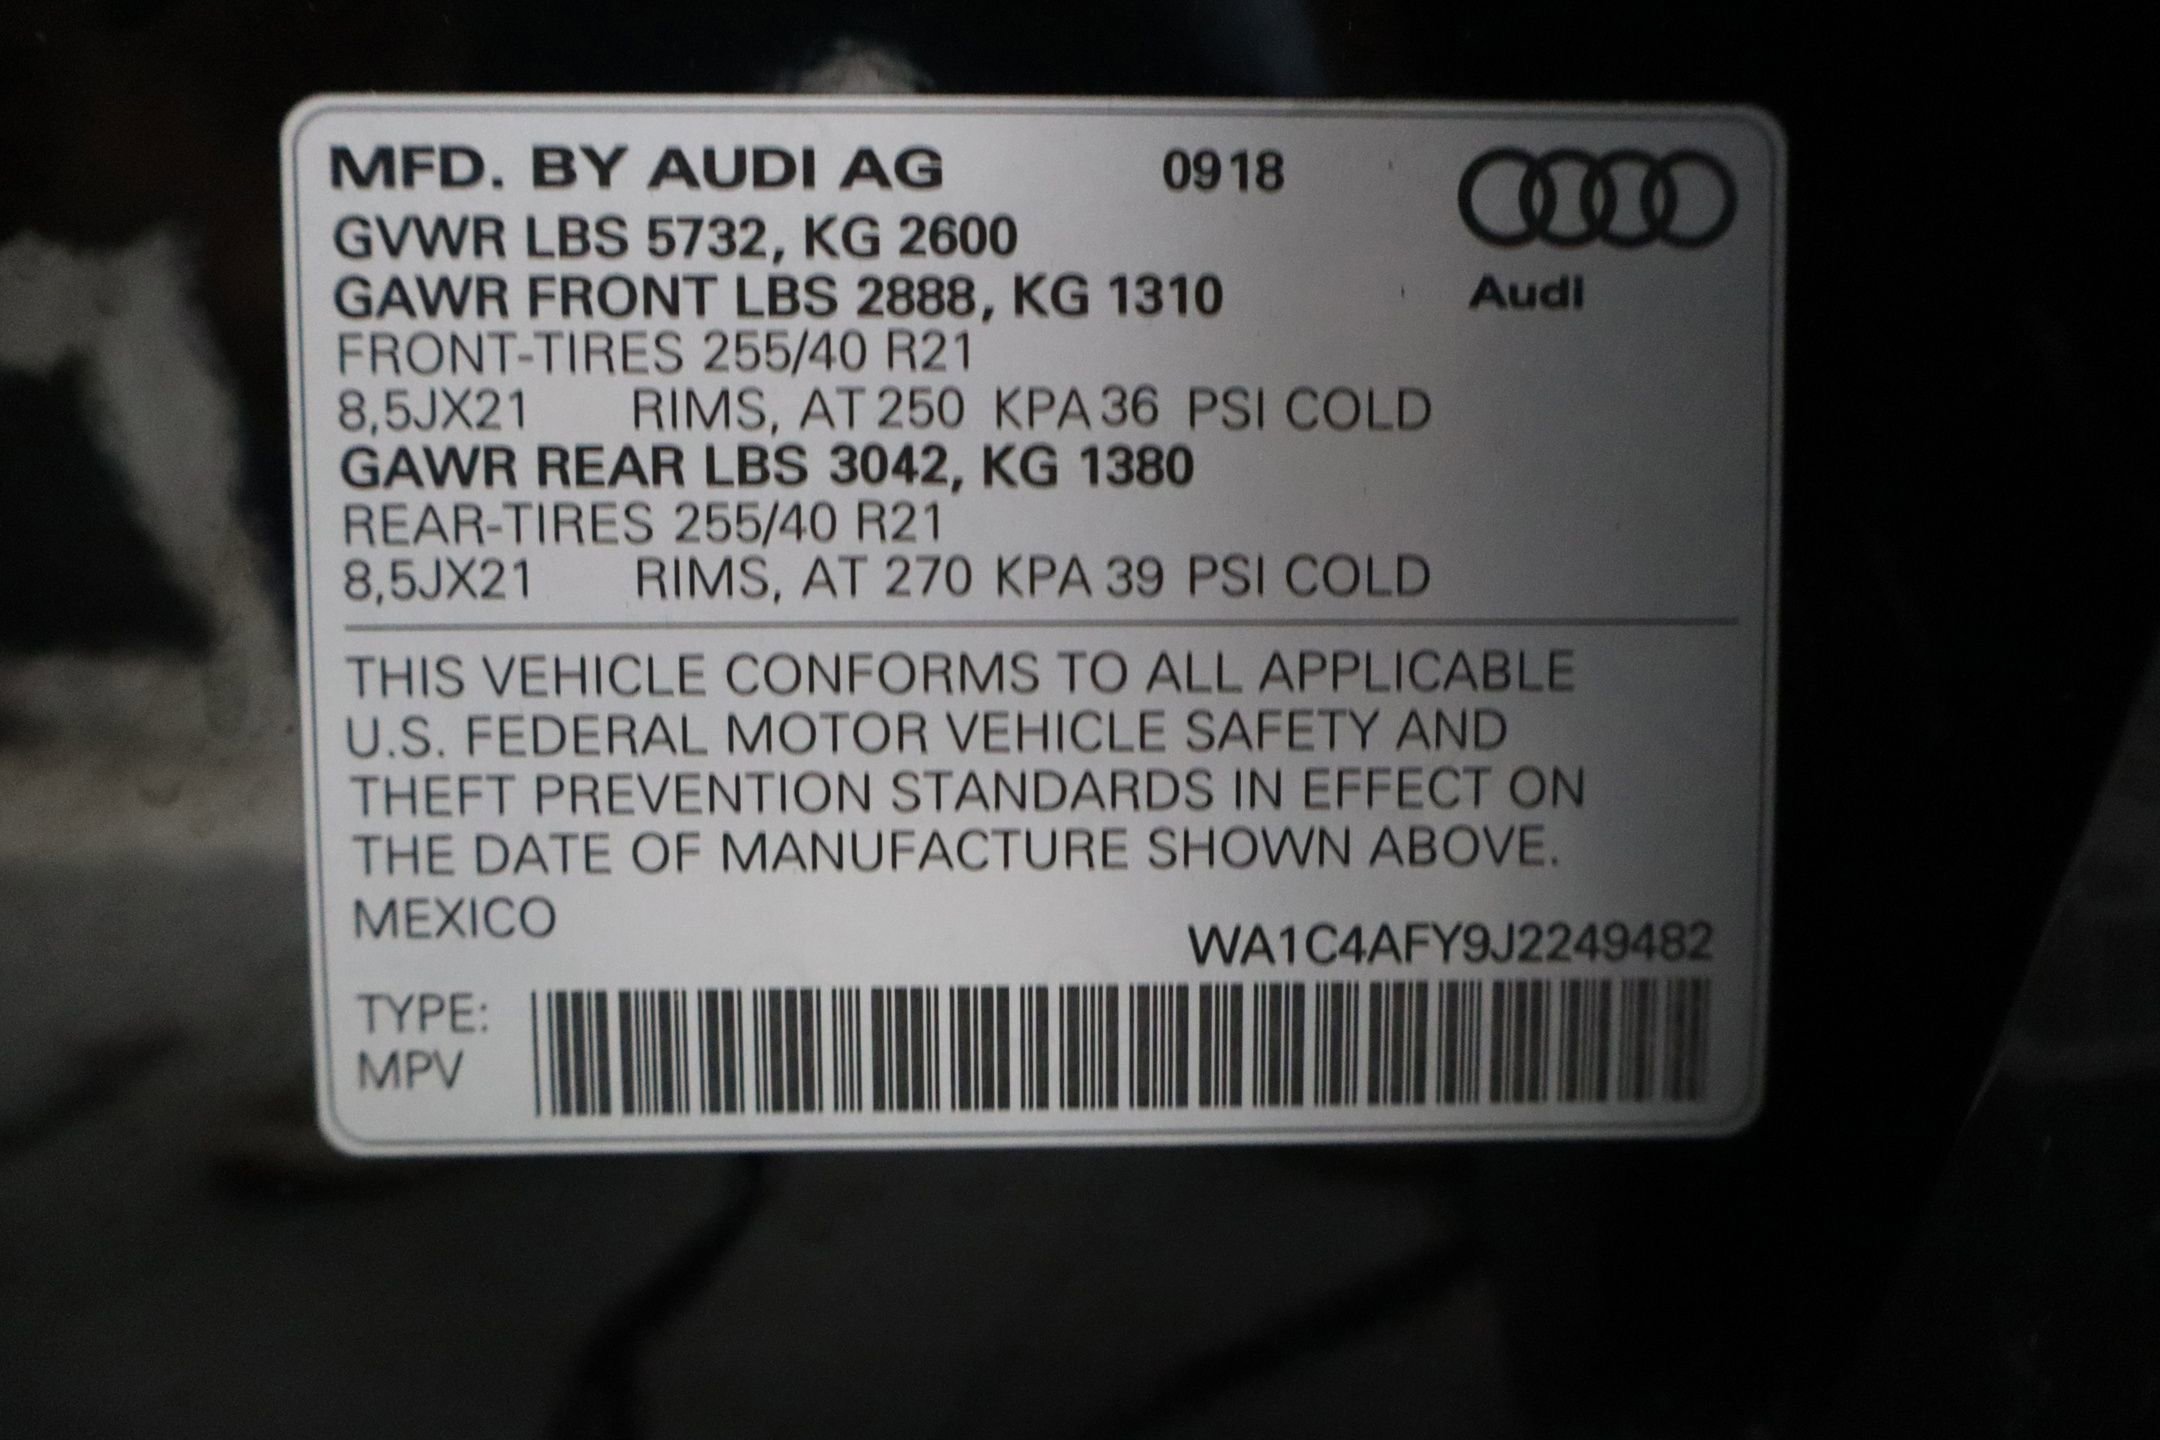 MFD. BY AUDI AG 0918
GVWR LBS 5732, KG 2600
GAWR FRONT LBS 2888, KG 1310
Audi
FRONT-TIRES 255/40 R21
8,5JX21 RIMS, AT 250 KPA 36 PSI COLD
GAWR REAR LBS 3042, KG 1380
REAR-TIRES 255/40 R21
8,5JX21 RIMS, AT 270 KPA 39 PSI COLD
THIS VEHICLE CONFORMS TO ALL APPLICABLE
U.S. FEDERAL MOTOR VEHICLE SAFETY AND
THEFT PREVENTION STANDARDS IN EFFECT ON
THE DATE OF MANUFACTURE SHOWN ABOVE.
MEXICO
WA1C4AFY9J2249482
TYPE:
MPV